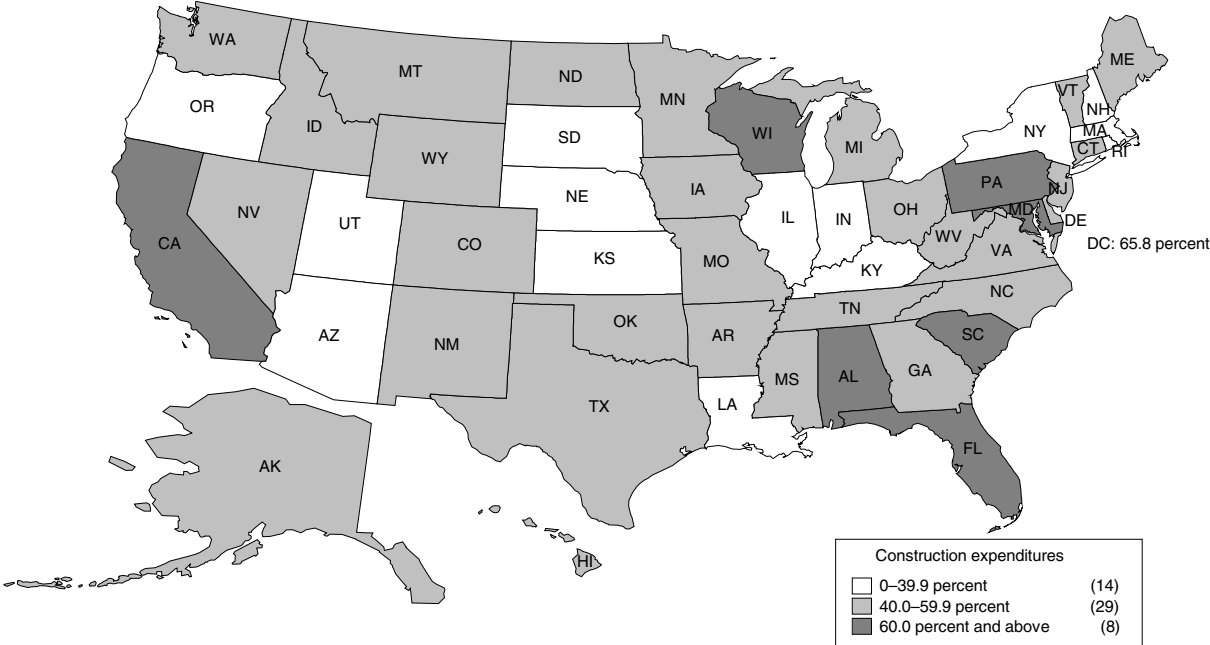 WA
MT
ND
MN
ME
VT
NH
OR
ID
SD
WI
NY
MA
MI
CT
RI
WY
IA
PA
NJ
NE
NV
UT
IL
IN
OH
MD
DE
CA
CO
KS
MO
WV
VA
DC: 65.8 percent
KY
NC
AZ
NM
OK
AR
TN
SC
MS
AL
GA
TX
LA
FL
AK
HI
Construction expenditures
0–39.9 percent (14)
40.0–59.9 percent (29)
60.0 percent and above (8)